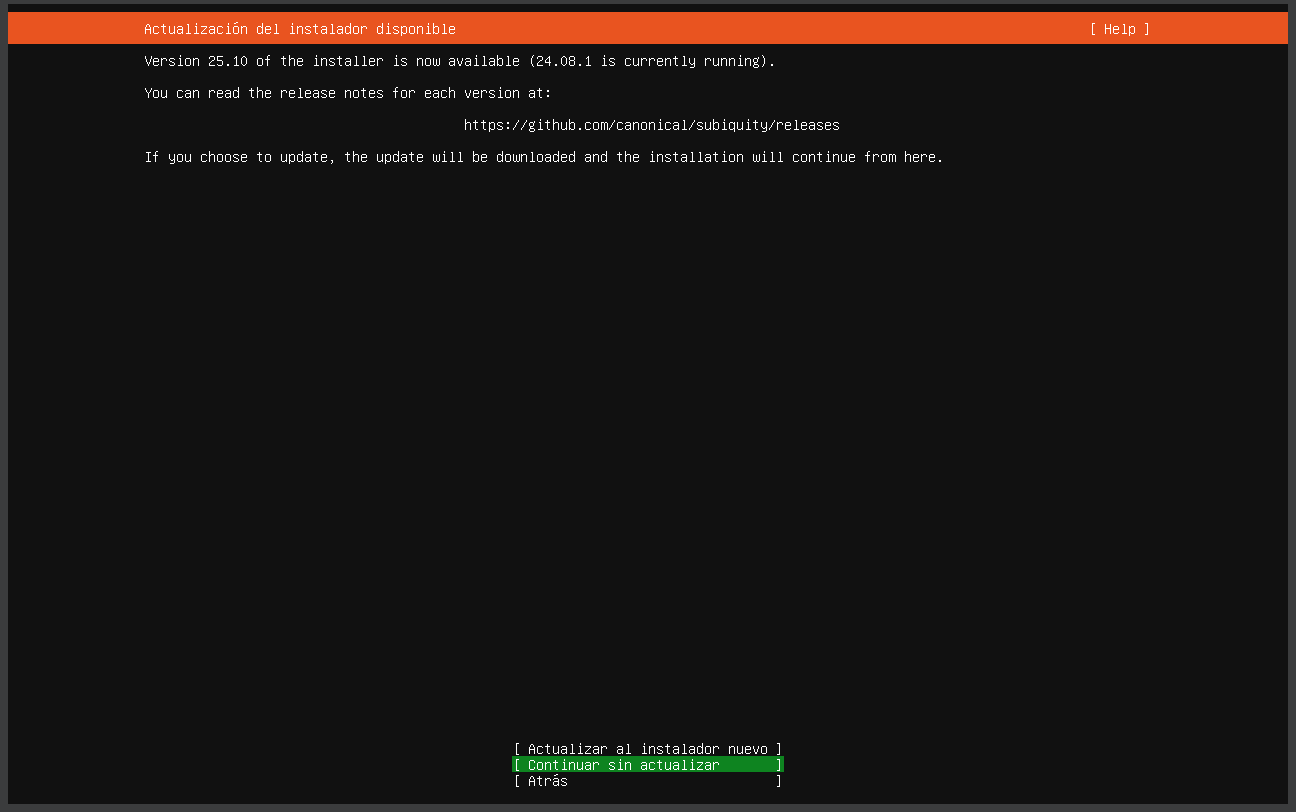 Actualización del instalador disponible [ Help ]
Version 25.10 of the installer is now available (24.08.1 is currently running).
You can read the release notes for each version at:
https://github.com/canonical/subiquity/releases
If you choose to update, the update will be downloaded and the installation will continue from here.
[ Actualizar al instalador nuevo ]
[ Continuar sin actualizar ]
[ Atrás ]